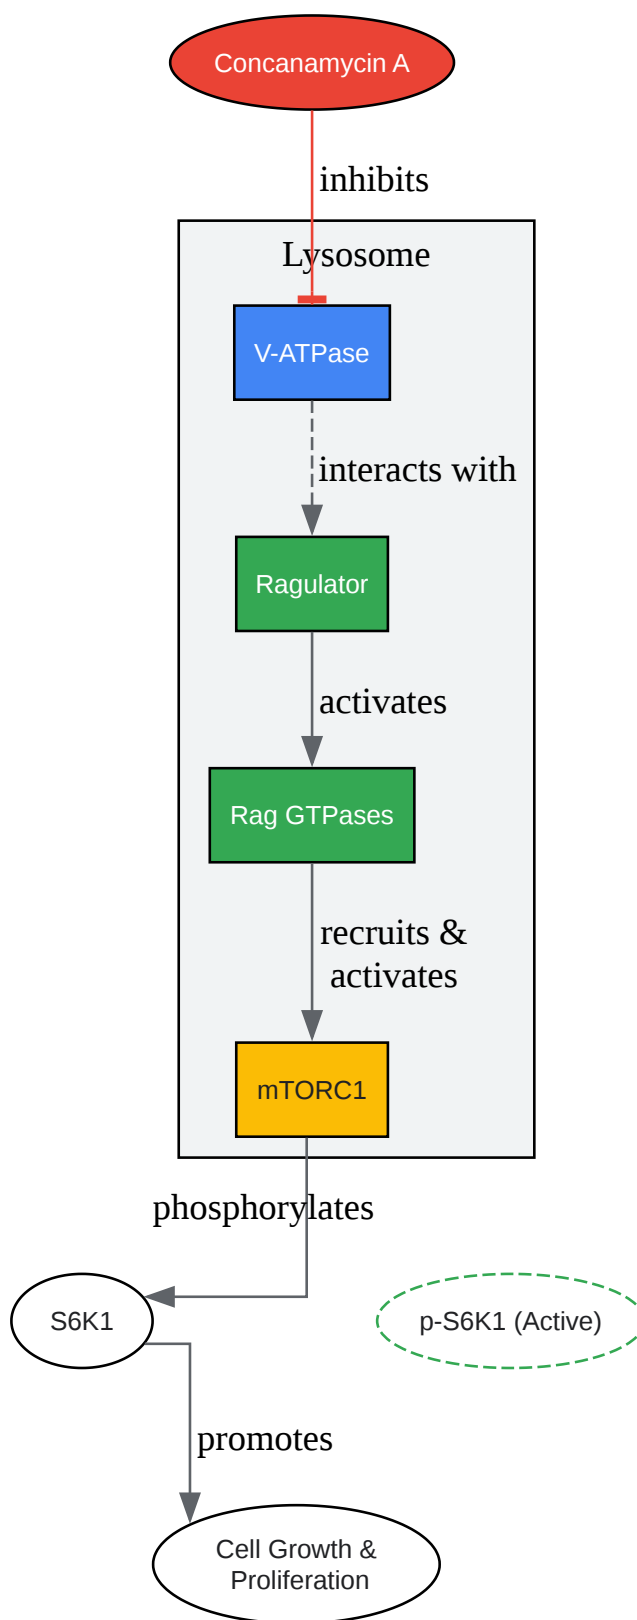 Concanamycin A
inhibits
Lysosome
V-ATPase
interacts with
Ragulator
activates
Rag GTPases
recruits &
activates
mTORC1
phosphorylates
S6K1
p-S6K1 (Active)
promotes
Cell Growth &
Proliferation